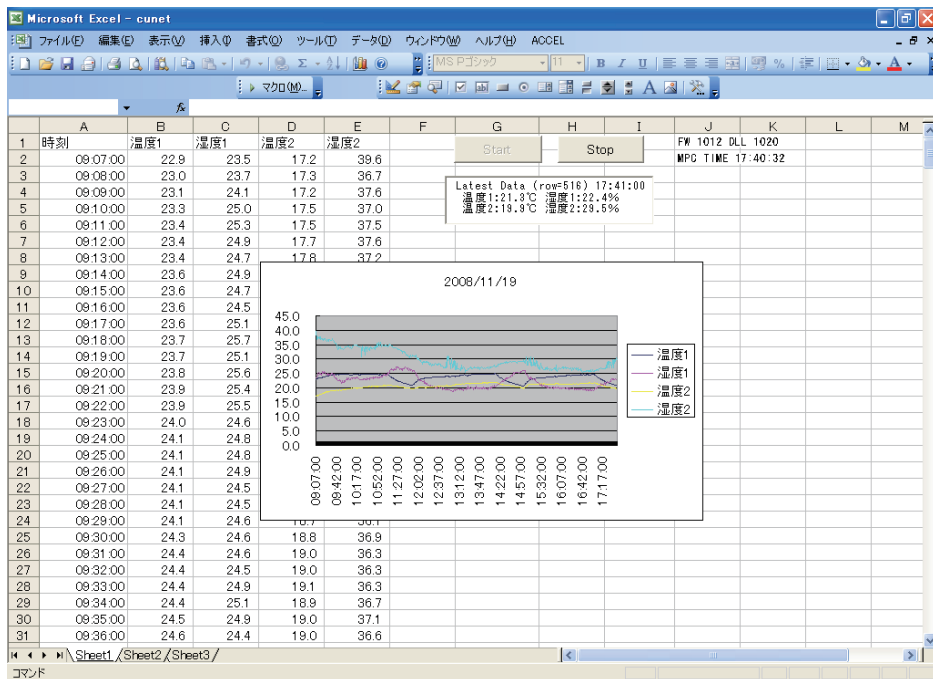 Microsoft Excel - cunet
ファイル(F) 編集(E) 表示(V) 挿入(I) 書式(O) ツール(T) データ(D) ウィンドウ(W) ヘルプ(H) ACCEL
MS Pゴシック 11 B I U
マクロ(M)...
fx
A B C D E F G H I J K L M
1 時刻 温度1 湿度1 温度2 湿度2 Start Stop FW 1012 DLL 1020
2 09:07:00 22.9 23.5 17.2 39.6 MPC TIME 17:40:32
3 09:08:00 23.0 23.7 17.3 36.7
4 09:09:00 23.1 24.1 17.2 37.6
5 09:10:00 23.3 25.0 17.5 37.0
6 09:11:00 23.4 25.3 17.5 37.5
7 09:12:00 23.4 24.9 17.7 37.6
8 09:13:00 23.4 24.7 17.8 37.2
9 09:14:00 23.6 24.9
10 09:15:00 23.6 24.7
11 09:16:00 23.6 24.5
12 09:17:00 23.6 25.1
13 09:18:00 23.7 25.7
14 09:19:00 23.7 25.1
15 09:20:00 23.8 25.6
16 09:21:00 23.9 25.4
17 09:22:00 23.9 25.5
18 09:23:00 24.0 24.6
19 09:24:00 24.1 24.8
20 09:25:00 24.1 24.8
21 09:26:00 24.1 24.9
22 09:27:00 24.1 24.5
23 09:28:00 24.1 24.5
24 09:29:00 24.1 24.6 18.7 36.1
25 09:30:00 24.3 24.6 18.8 36.9
26 09:31:00 24.4 24.6 19.0 36.3
27 09:32:00 24.4 24.5 19.0 36.3
28 09:33:00 24.4 24.9 19.1 36.3
29 09:34:00 24.4 25.1 18.9 36.7
30 09:35:00 24.5 24.9 19.0 37.1
31 09:36:00 24.6 24.4 19.0 36.6
Latest Data (row=516) 17:41:00
温度1:21.3℃ 湿度1:22.4%
温度2:19.9℃ 湿度2:29.5%
2008/11/19
45.0
40.0
35.0
30.0
25.0
20.0
15.0
10.0
5.0
0.0
09:07:00
09:42:00
10:17:00
10:52:00
11:27:00
12:02:00
12:37:00
13:12:00
13:47:00
14:22:00
14:57:00
15:32:00
16:07:00
16:42:00
17:17:00
温度1
湿度1
温度2
湿度2
Sheet1 Sheet2 Sheet3
コマンド